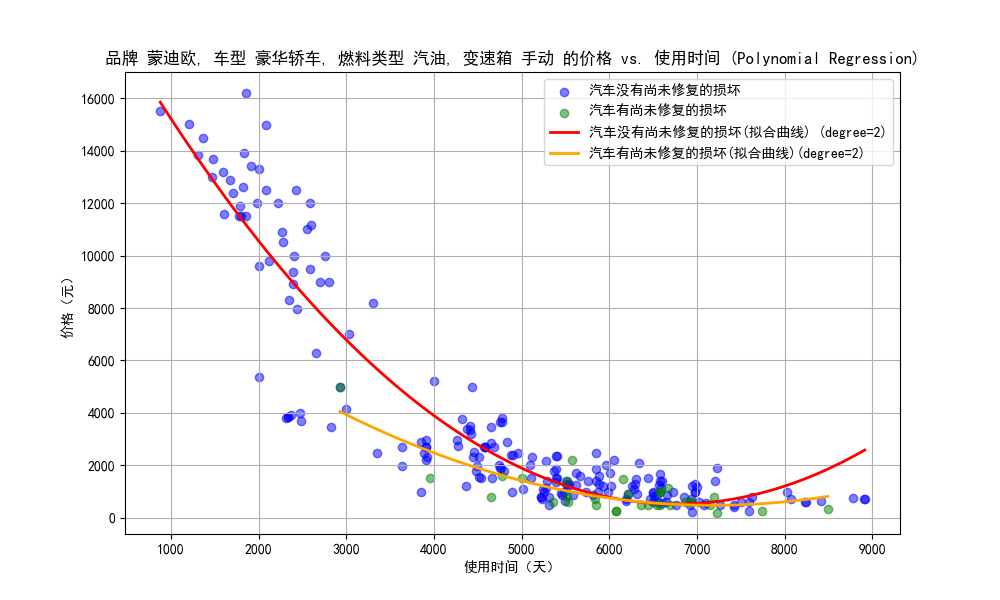 品牌 蒙迪欧, 车型 豪华轿车, 燃料类型 汽油, 变速箱 手动 的价格 vs. 使用时间 (Polynomial Regression)
汽车没有尚未修复的损坏
汽车有尚未修复的损坏
汽车没有尚未修复的损坏(拟合曲线) (degree=2)
汽车有尚未修复的损坏(拟合曲线)(degree=2)
价格（元）
16000
14000
12000
10000
8000
6000
4000
2000
0
1000 2000 3000 4000 5000 6000 7000 8000 9000
使用时间（天）